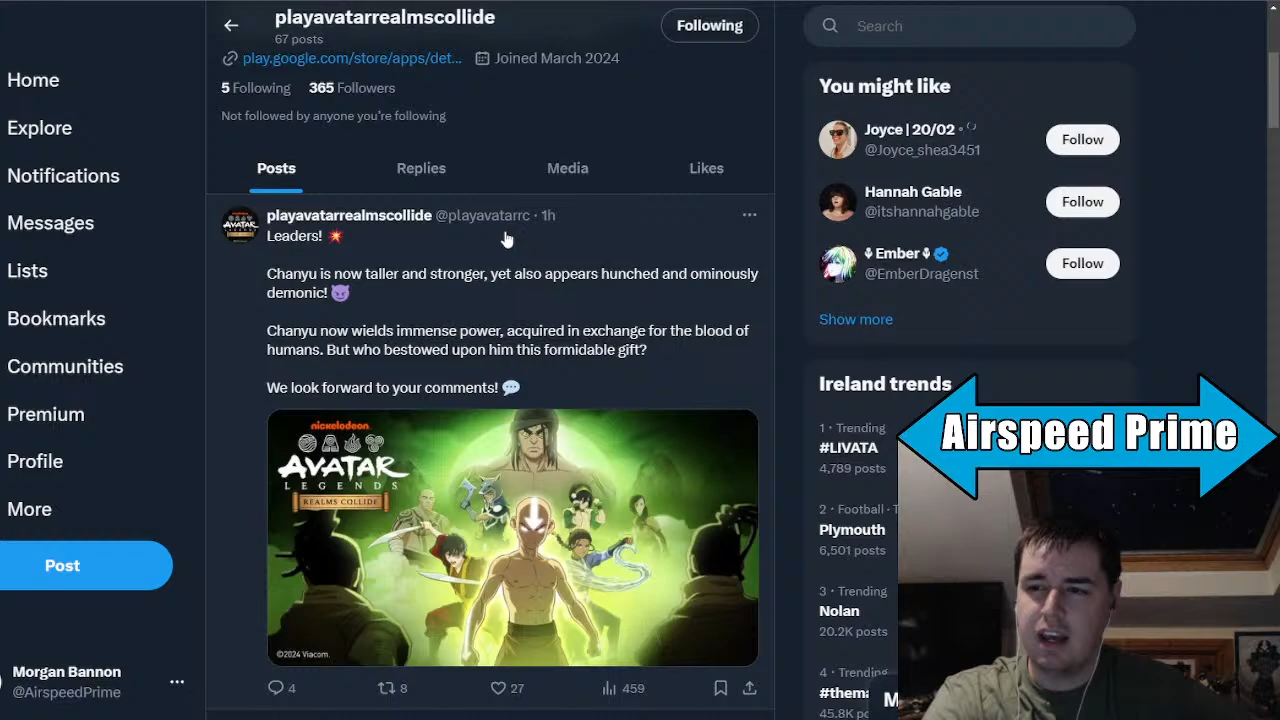 playavatarrealmscollide
67 posts
Following
play.google.com/store/apps/det...
Joined March 2024
5 Following
365 Followers
Not followed by anyone you're following
Posts
Replies
Media
Likes
playavatarrealmscollide @playavatarrc · 1h
Leaders! 💥
Chanyu is now taller and stronger, yet also appears hunched and ominously
demonic! 😈
Chanyu now wields immense power, acquired in exchange for the blood of
humans. But who bestowed upon him this formidable gift?
We look forward to your comments! 💬
nickelodeon
AVATAR
LEGENDS
REALMS COLLIDE
©2024 Viacom.
4
8
27
459
Home
Explore
Notifications
Messages
Lists
Bookmarks
Communities
Premium
Profile
More
Post
Morgan Bannon
@AirspeedPrime
Search
You might like
Joyce | 20/02
@Joyce_shea3451
Follow
Hannah Gable
@itshannahgable
Follow
Ember
@EmberDragenst
Follow
Show more
Ireland trends
1 · Trending
#LIVATA
4,789 posts
2 · Football · T
Plymouth
6,501 posts
3 · Trending
Nolan
20.2K posts
4 · Trending
#thema
45.8K po
M
Airspeed Prime